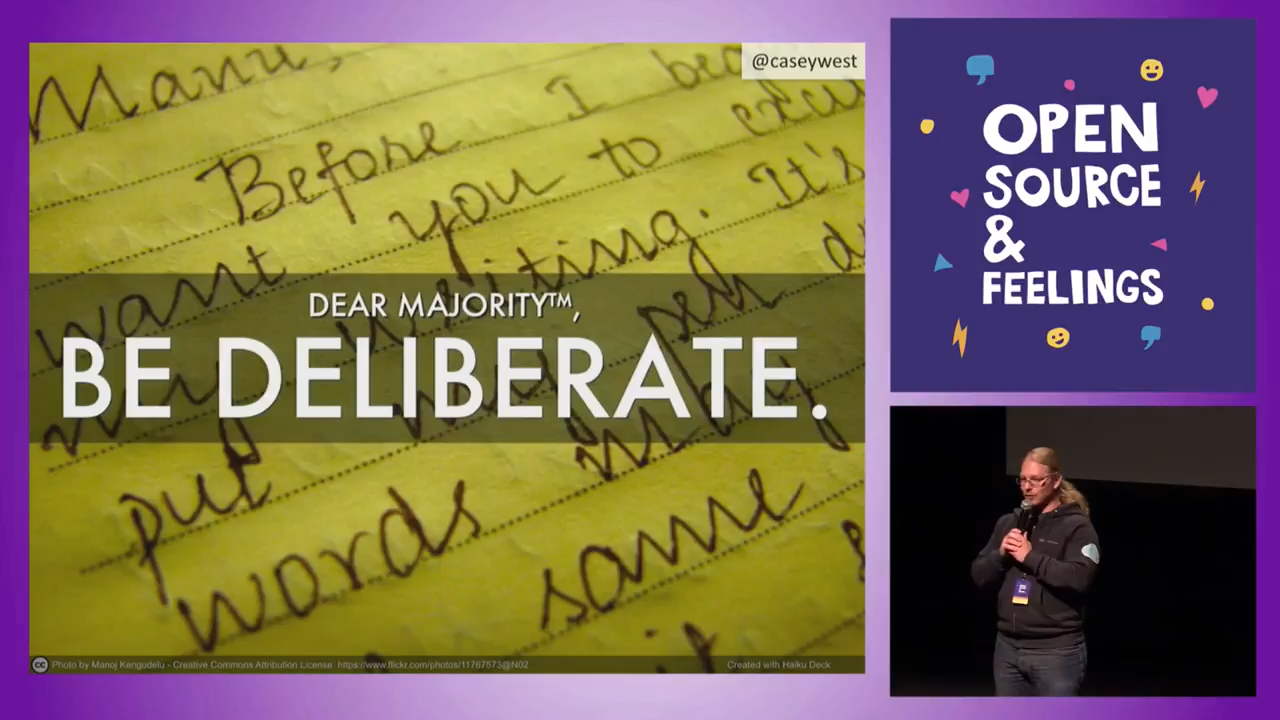 @caseywest
Manu,
Before I
want you to
writing. It's
DEAR MAJORITY™,
BE DELIBERATE.
put may
words same
Photo by Manoj Kengudelu - Creative Commons Attribution License https://www.flickr.com/photos/11767573@N02
Created with Haiku Deck
OPEN
SOURCE
&
FEELINGS